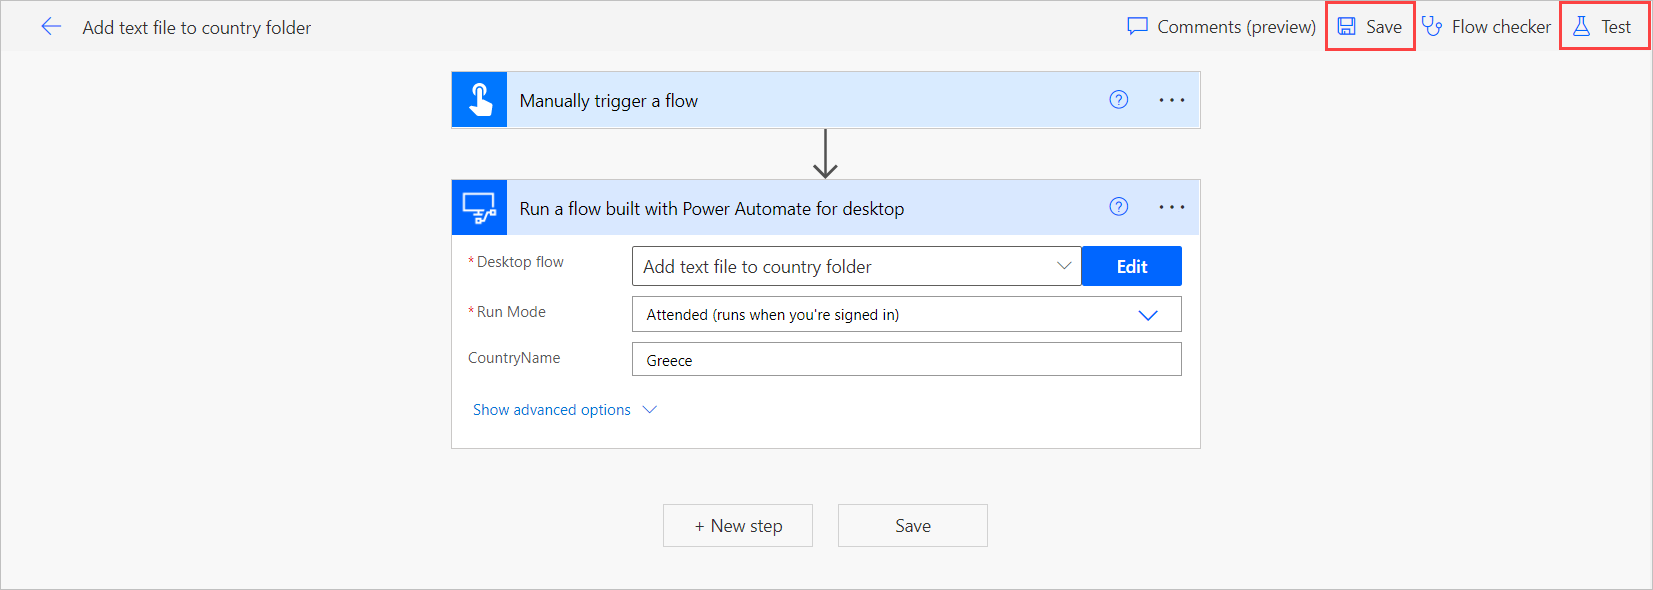 Add text file to country folder
Comments (preview)
Save
Flow checker
Test
Manually trigger a flow
Run a flow built with Power Automate for desktop
* Desktop flow
Add text file to country folder
Edit
* Run Mode
Attended (runs when you're signed in)
CountryName
Greece
Show advanced options
+ New step
Save